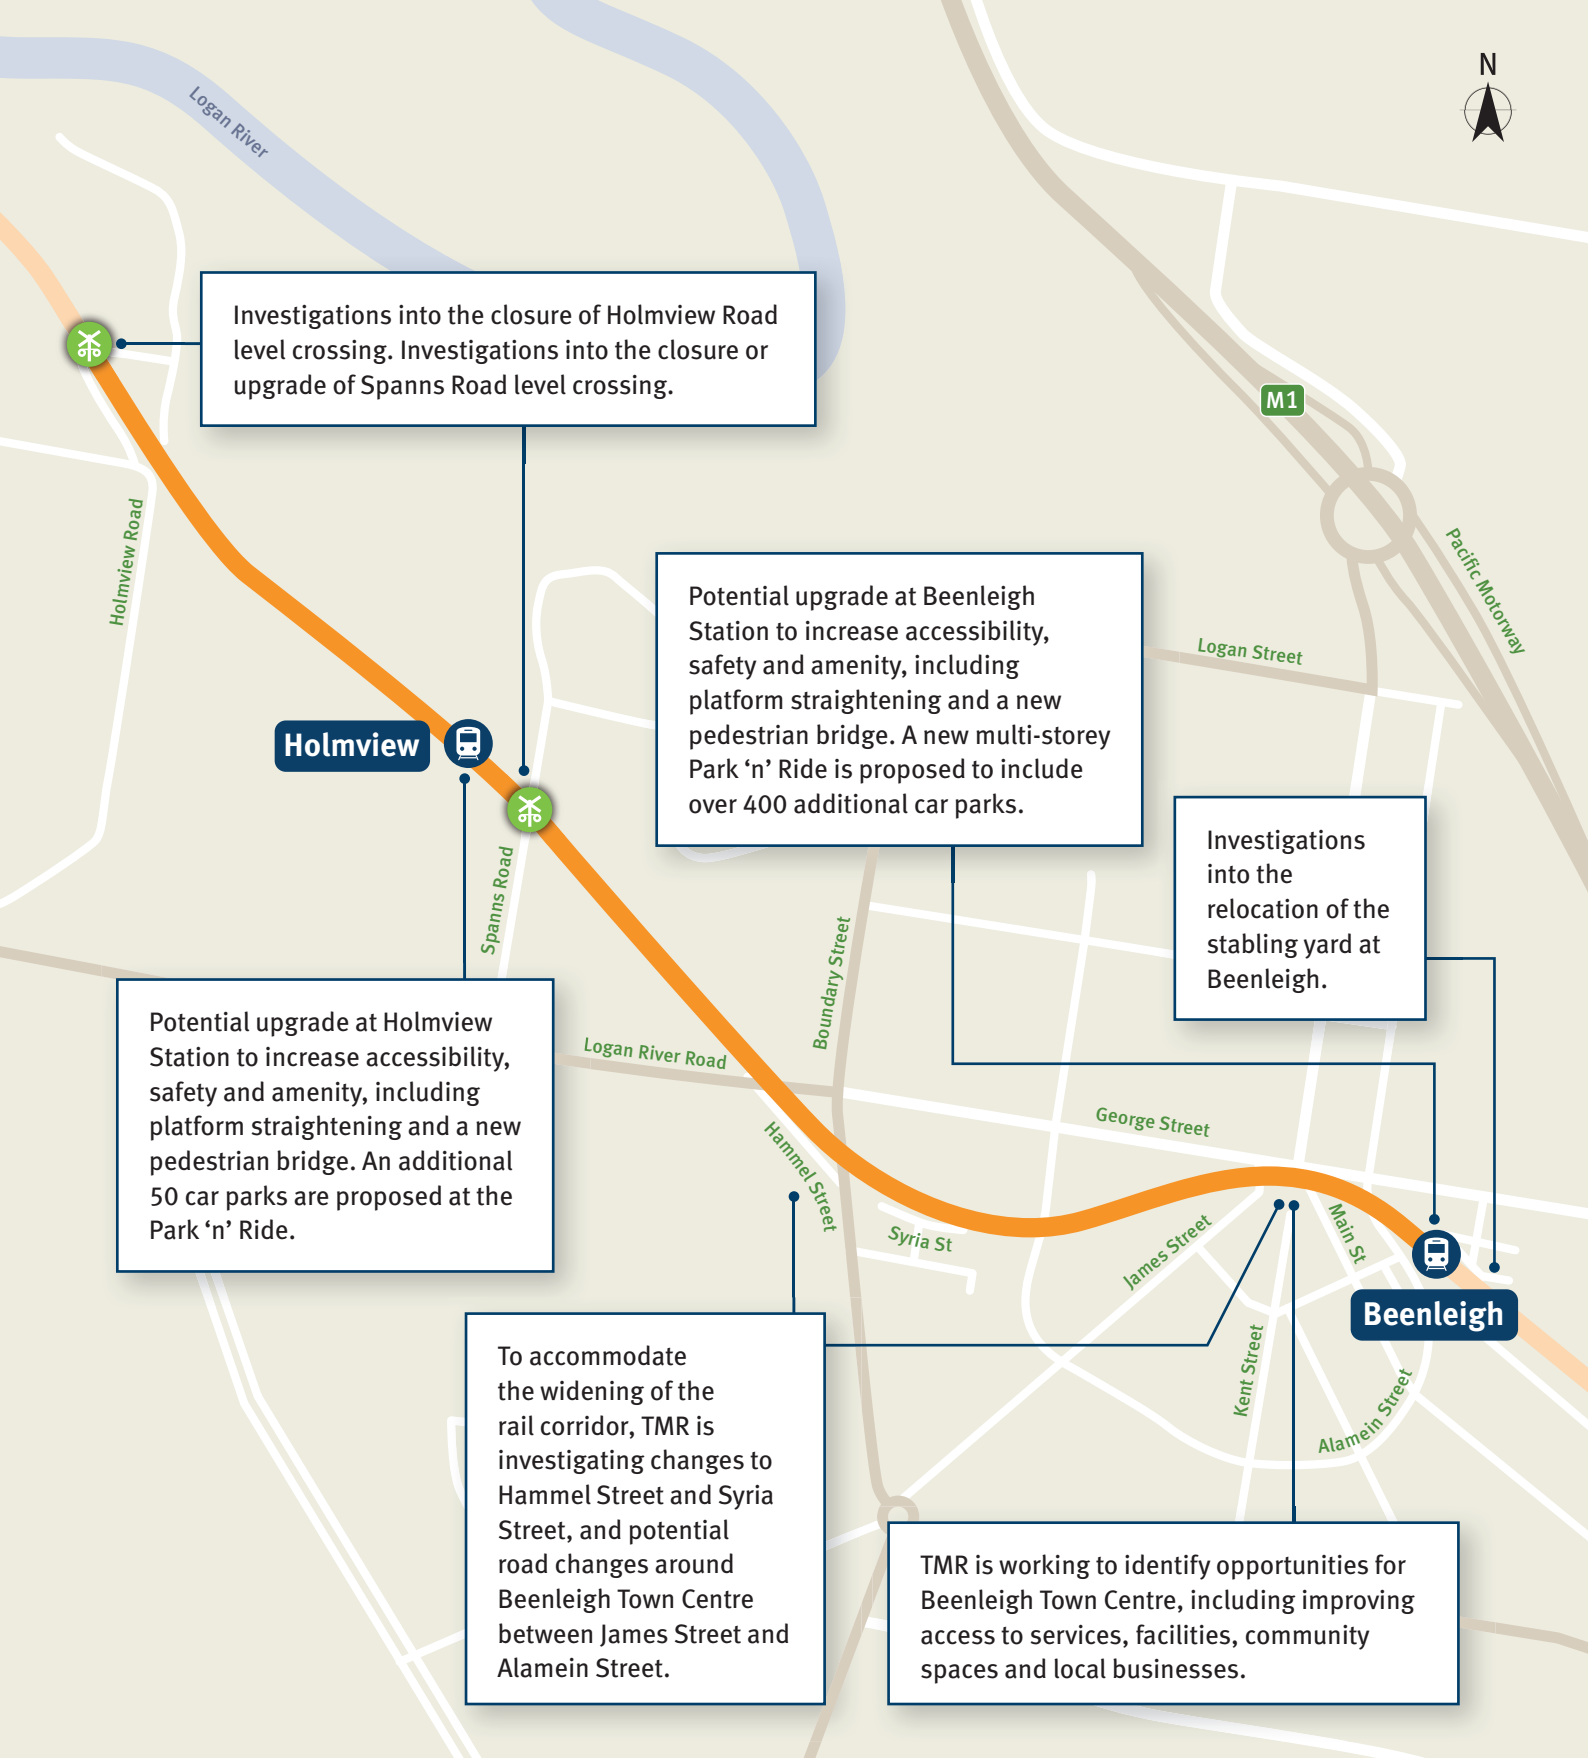 N
Logan River
Investigations into the closure of Holmview Road
level crossing. Investigations into the closure or
upgrade of Spanns Road level crossing.
M1
Holmview Road
Pacific Motorway
Potential upgrade at Beenleigh
Station to increase accessibility,
safety and amenity, including
platform straightening and a new
pedestrian bridge. A new multi-storey
Park ‘n’ Ride is proposed to include
over 400 additional car parks.
Logan Street
Holmview
Investigations
into the
relocation of the
stabling yard at
Beenleigh.
Spanns Road
Boundary Street
Potential upgrade at Holmview
Station to increase accessibility,
safety and amenity, including
platform straightening and a new
pedestrian bridge. An additional
50 car parks are proposed at the
Park ‘n’ Ride.
Logan River Road
George Street
Hammel Street
Syria St
James Street
Main St
Beenleigh
Kent Street
Alamein Street
To accommodate
the widening of the
rail corridor, TMR is
investigating changes to
Hammel Street and Syria
Street, and potential
road changes around
Beenleigh Town Centre
between James Street and
Alamein Street.
TMR is working to identify opportunities for
Beenleigh Town Centre, including improving
access to services, facilities, community
spaces and local businesses.